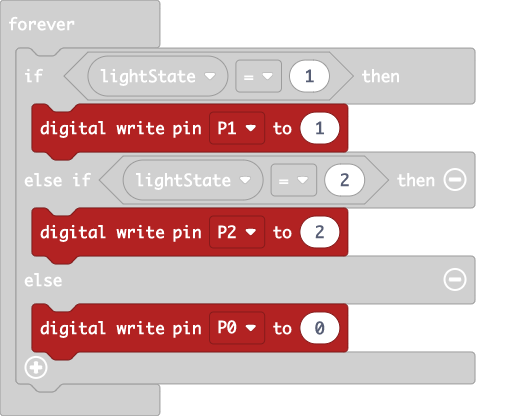 forever
if lightState = 1 then
digital write pin P1 to 1
else if lightState = 2 then
digital write pin P2 to 2
else
digital write pin P0 to 0